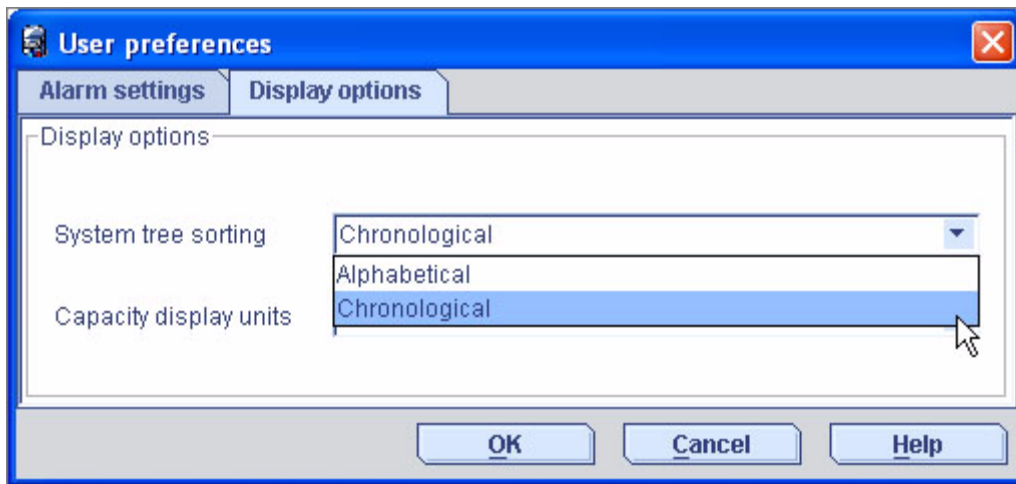 User preferences
Alarm settings
Display options
Display options
System tree sorting
Chronological
Alphabetical
Chronological
Capacity display units
OK
Cancel
Help